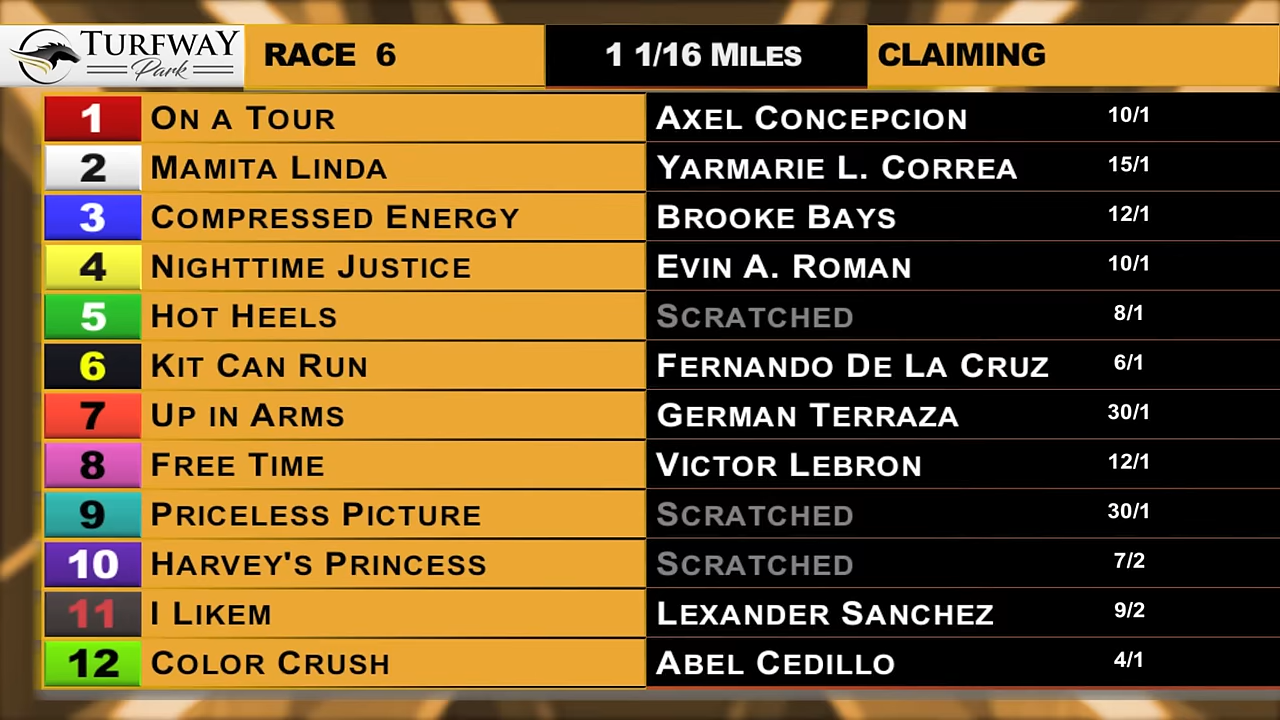 TURFWAY Park RACE 6 1 1/16 MILES CLAIMING
1 ON A TOUR AXEL CONCEPCION 10/1
2 MAMITA LINDA YARMARIE L. CORREA 15/1
3 COMPRESSED ENERGY BROOKE BAYS 12/1
4 NIGHTTIME JUSTICE EVIN A. ROMAN 10/1
5 HOT HEELS SCRATCHED 8/1
6 KIT CAN RUN FERNANDO DE LA CRUZ 6/1
7 UP IN ARMS GERMAN TERRAZA 30/1
8 FREE TIME VICTOR LEBRON 12/1
9 PRICELESS PICTURE SCRATCHED 30/1
10 HARVEY'S PRINCESS SCRATCHED 7/2
11 I LIKEM LEXANDER SANCHEZ 9/2
12 COLOR CRUSH ABEL CEDILLO 4/1